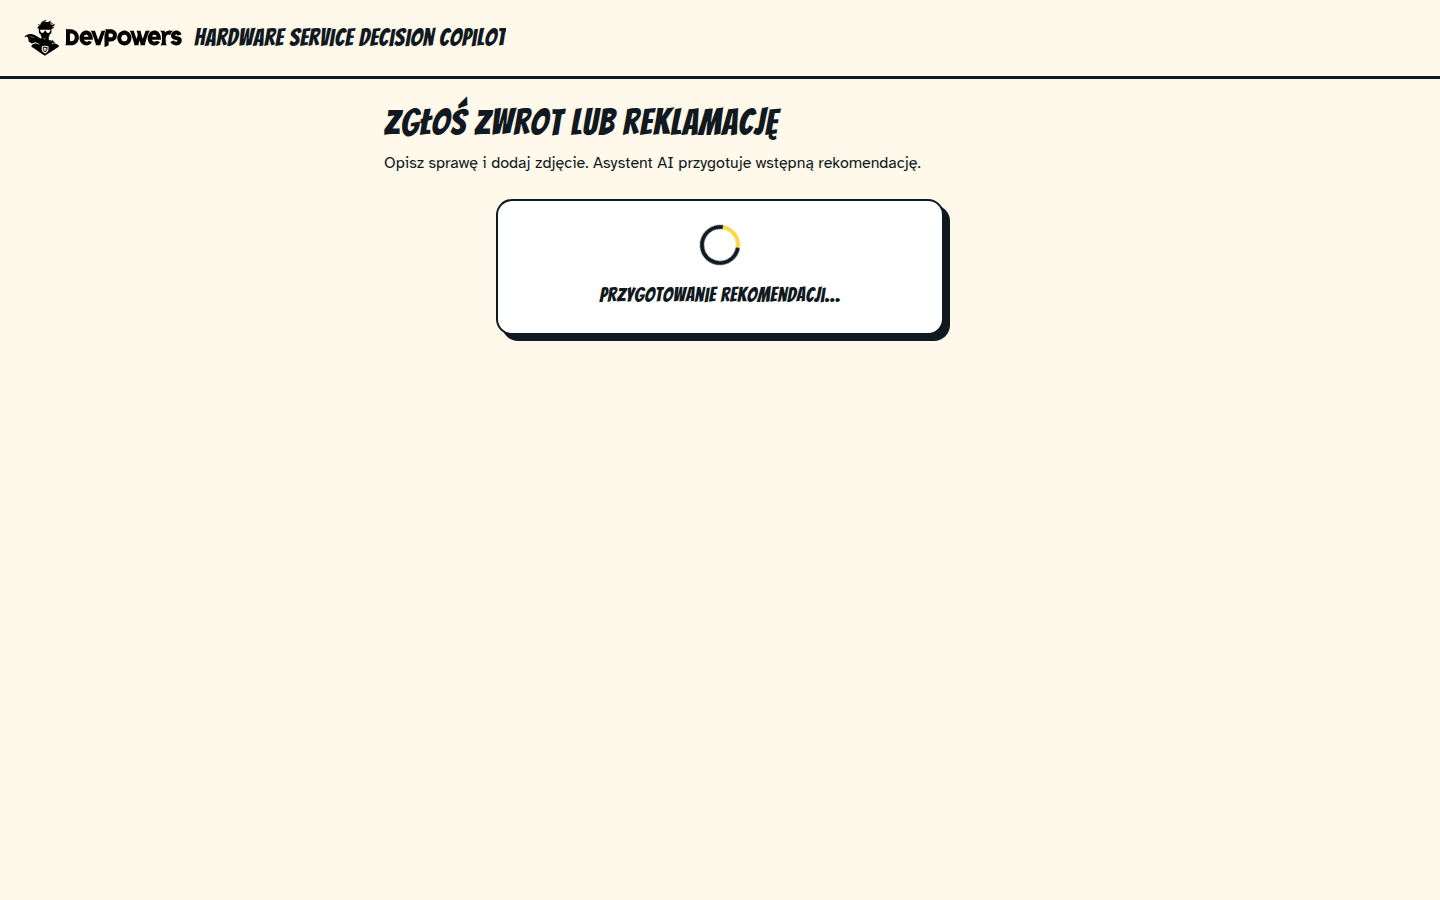 DevPowers HARDWARE SERVICE DECISION COPILOT
ZGŁOŚ ZWROT LUB REKLAMACJĘ
Opisz sprawę i dodaj zdjęcie. Asystent AI przygotuje wstępną rekomendację.
PRZYGOTOWANIE REKOMENDACJI...